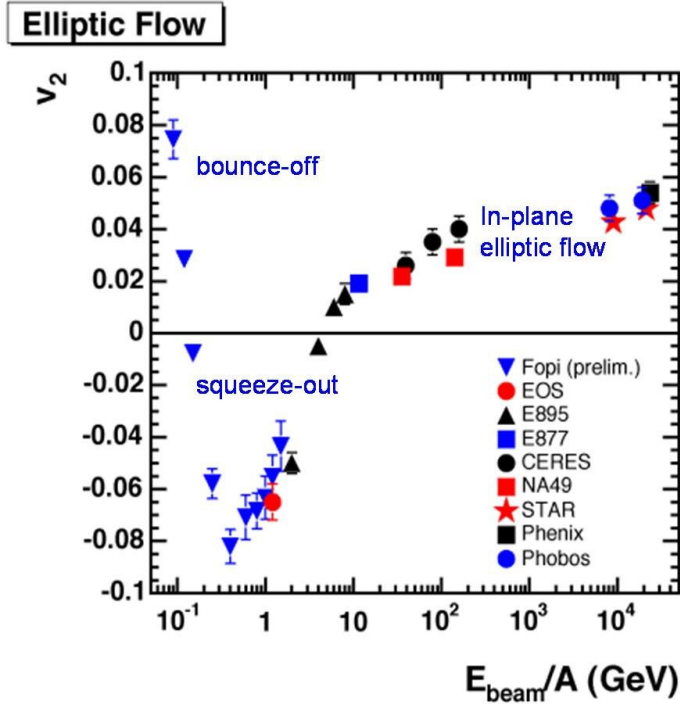 Elliptic Flow
v2
0.1
0.08
0.06
0.04
0.02
0
-0.02
-0.04
-0.06
-0.08
-0.1
bounce-off
In-plane
elliptic flow
squeeze-out
Fopi (prelim.)
EOS
E895
E877
CERES
NA49
STAR
Phenix
Phobos
10^-1 1 10 10^2 10^3 10^4
E_beam/A (GeV)